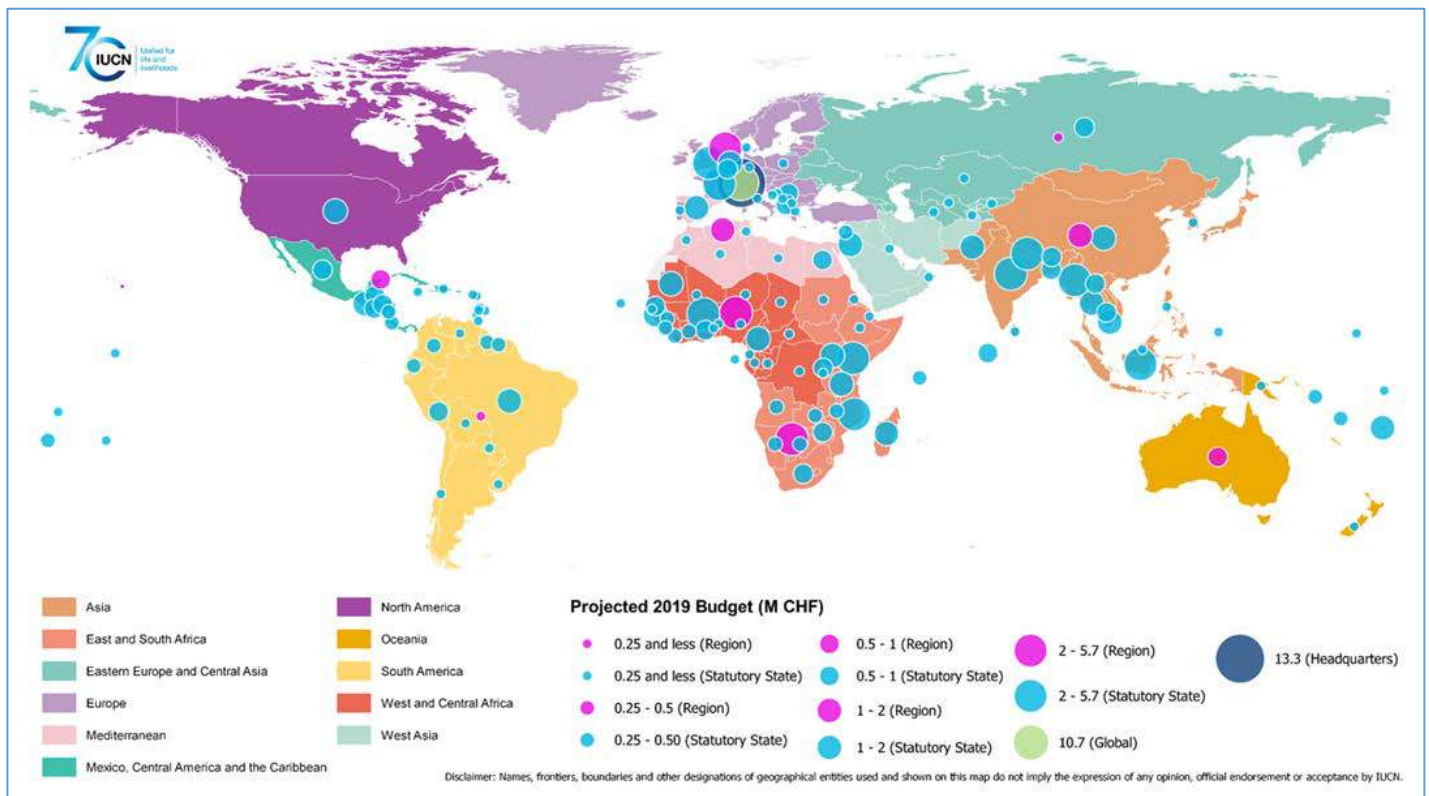 70 IUCN
United for
life and
livelihoods
Asia
East and South Africa
Eastern Europe and Central Asia
Europe
Mediterranean
Mexico, Central America and the Caribbean
North America
Oceania
South America
West and Central Africa
West Asia
Projected 2019 Budget (M CHF)
0.25 and less (Region)
0.25 and less (Statutory State)
0.25 - 0.5 (Region)
0.25 - 0.50 (Statutory State)
0.5 - 1 (Region)
0.5 - 1 (Statutory State)
1 - 2 (Region)
1 - 2 (Statutory State)
2 - 5.7 (Region)
2 - 5.7 (Statutory State)
10.7 (Global)
13.3 (Headquarters)
Disclaimer: Names, frontiers, boundaries and other designations of geographical entities used and shown on this map do not imply the expression of any opinion, official endorsement or acceptance by IUCN.